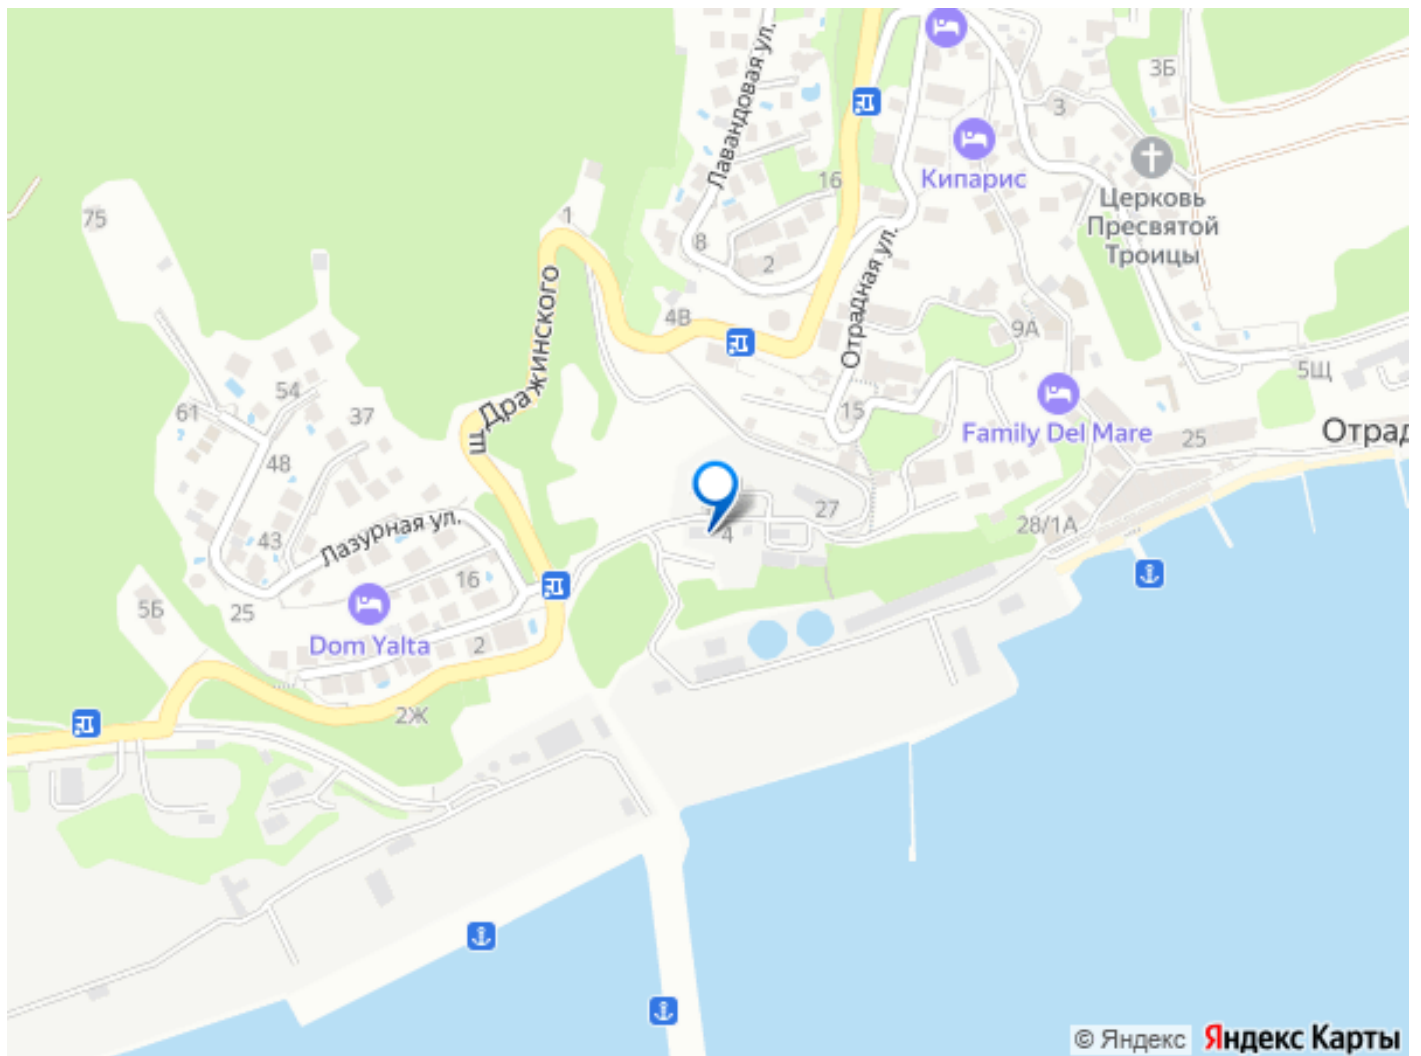 Лавандовая ул.
3Б
3
Кипарис
16
Церковь
Пресвятой
Троицы
75
1
8
2
Отрадная ул.
4В
9А
5Щ
ш. Дражинского
54
61
37
15
Family Del Mare
25
Отрад
48
Лазурная ул.
27
4
28/1А
43
16
5Б
25
Dom Yalta
2
2Ж
© Яндекс Яндекс Карты